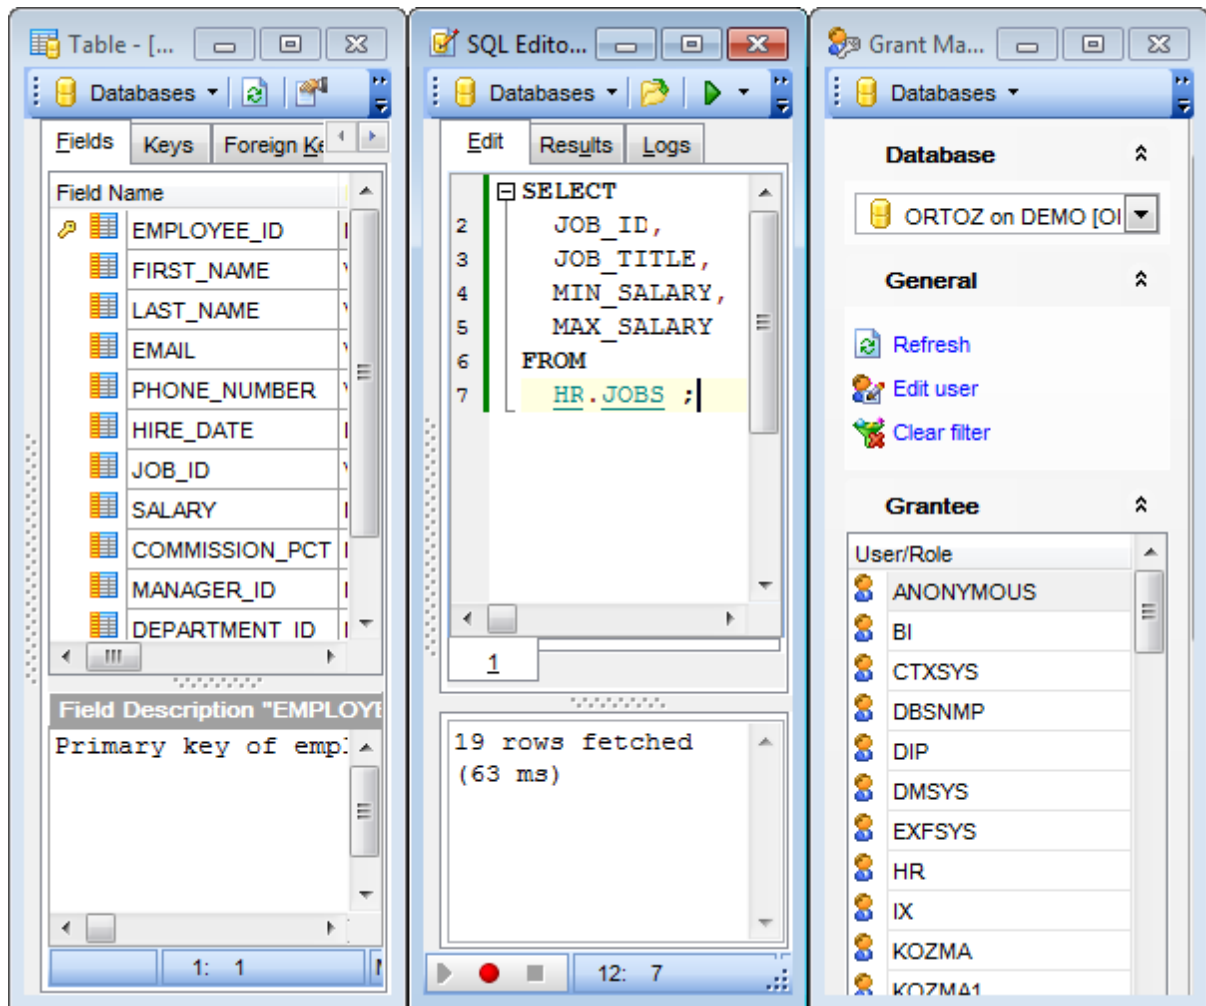 Table - [...
Databases
Fields
Keys
Foreign Ke
Field Name
EMPLOYEE_ID
FIRST_NAME
LAST_NAME
EMAIL
PHONE_NUMBER
HIRE_DATE
JOB_ID
SALARY
COMMISSION_PCT
MANAGER_ID
DEPARTMENT_ID
Field Description "EMPLOYE
Primary key of empl
1: 1
SQL Edito...
Databases
Edit
Results
Logs
SELECT
2 JOB_ID,
3 JOB_TITLE,
4 MIN_SALARY,
5 MAX_SALARY
6 FROM
7 HR.JOBS ;
1
19 rows fetched
(63 ms)
12: 7
Grant Ma...
Databases
Database
ORTOZ on DEMO [O
General
Refresh
Edit user
Clear filter
Grantee
User/Role
ANONYMOUS
BI
CTXSYS
DBSNMP
DIP
DMSYS
EXFSYS
HR
IX
KOZMA
KOZMA1